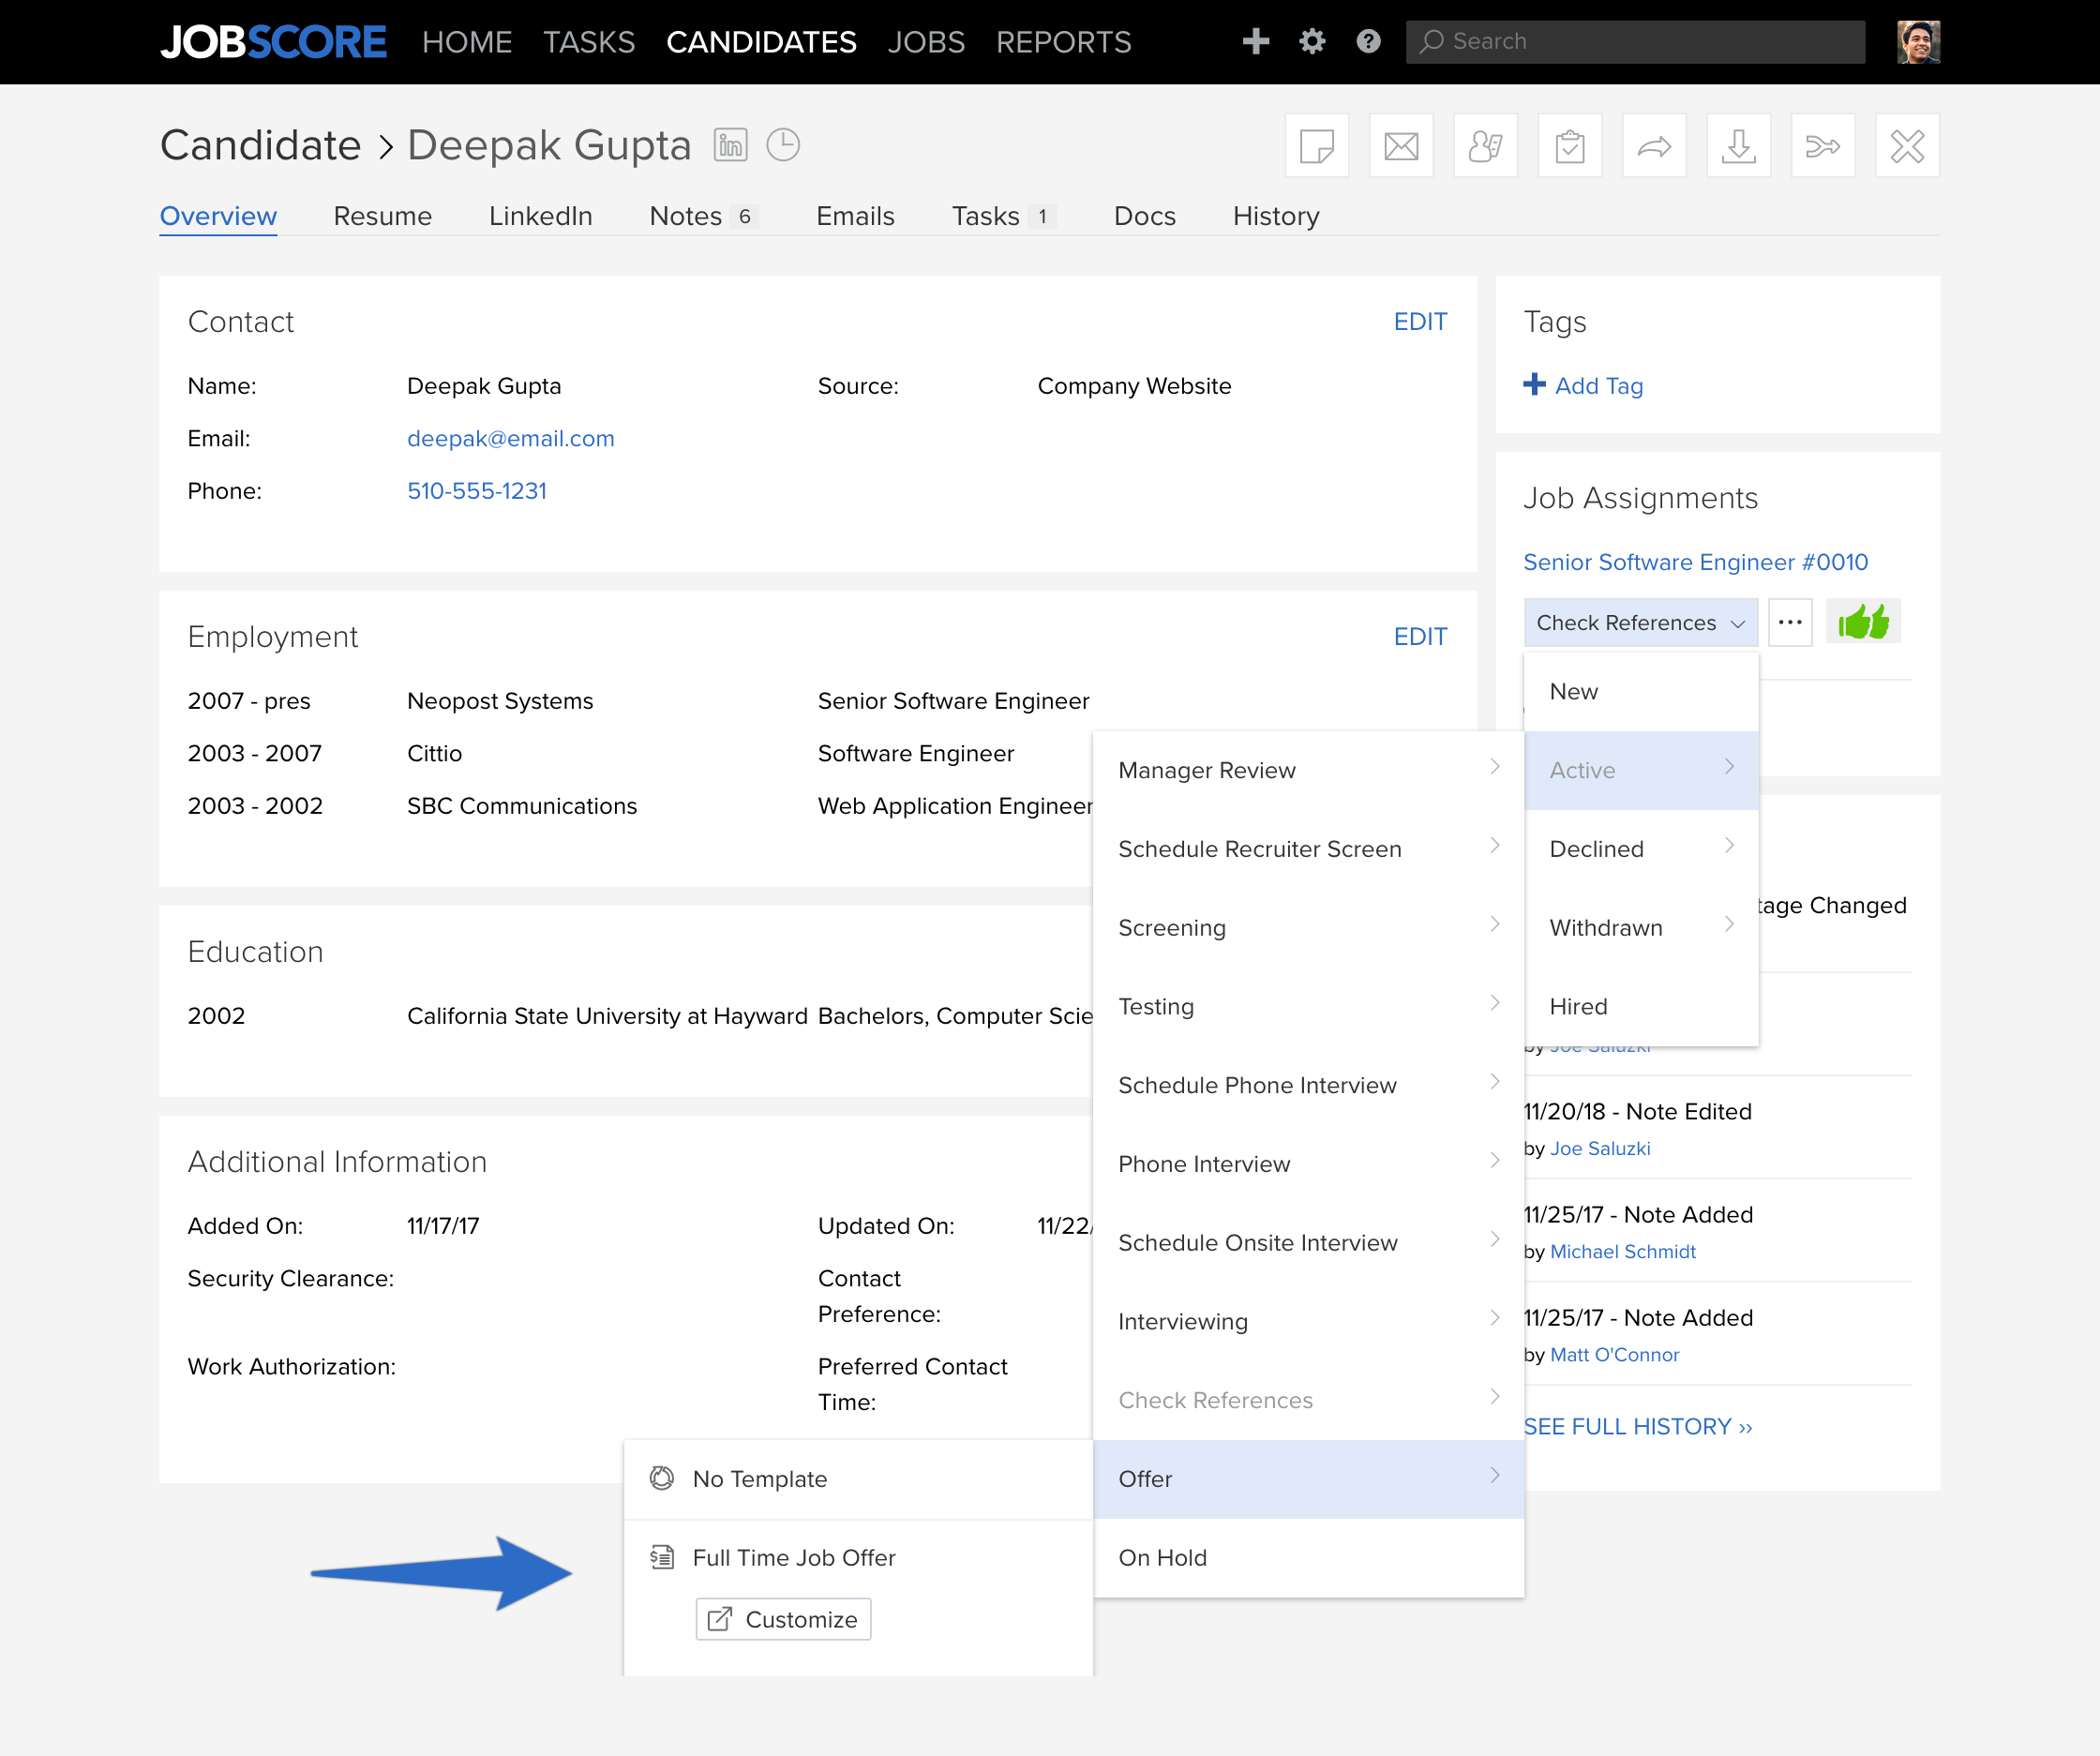 JOBSCORE HOME TASKS CANDIDATES JOBS REPORTS Search
Candidate › Deepak Gupta in
Overview Resume LinkedIn Notes 6 Emails Tasks 1 Docs History
Contact EDIT
Name: Deepak Gupta Source: Company Website
Email: deepak@email.com
Phone: 510-555-1231
Employment EDIT
2007 - pres Neopost Systems Senior Software Engineer
2003 - 2007 Cittio Software Engineer
2003 - 2002 SBC Communications Web Application Engineer
Education
2002 California State University at Hayward Bachelors, Computer Scie
Additional Information
Added On: 11/17/17 Updated On: 11/22/
Security Clearance: Contact
Preference:
Work Authorization: Preferred Contact
Time:
Tags
Add Tag
Job Assignments
Senior Software Engineer #0010
Check References ...
New
Active
Declined
Withdrawn
Hired
Manager Review
Schedule Recruiter Screen
Screening
Testing
Schedule Phone Interview
Phone Interview
Schedule Onsite Interview
Interviewing
Check References
Offer
On Hold
No Template
Full Time Job Offer
Customize
tage Changed
by Joe Saluzki
11/20/18 - Note Edited
by Joe Saluzki
11/25/17 - Note Added
by Michael Schmidt
11/25/17 - Note Added
by Matt O'Connor
SEE FULL HISTORY ››